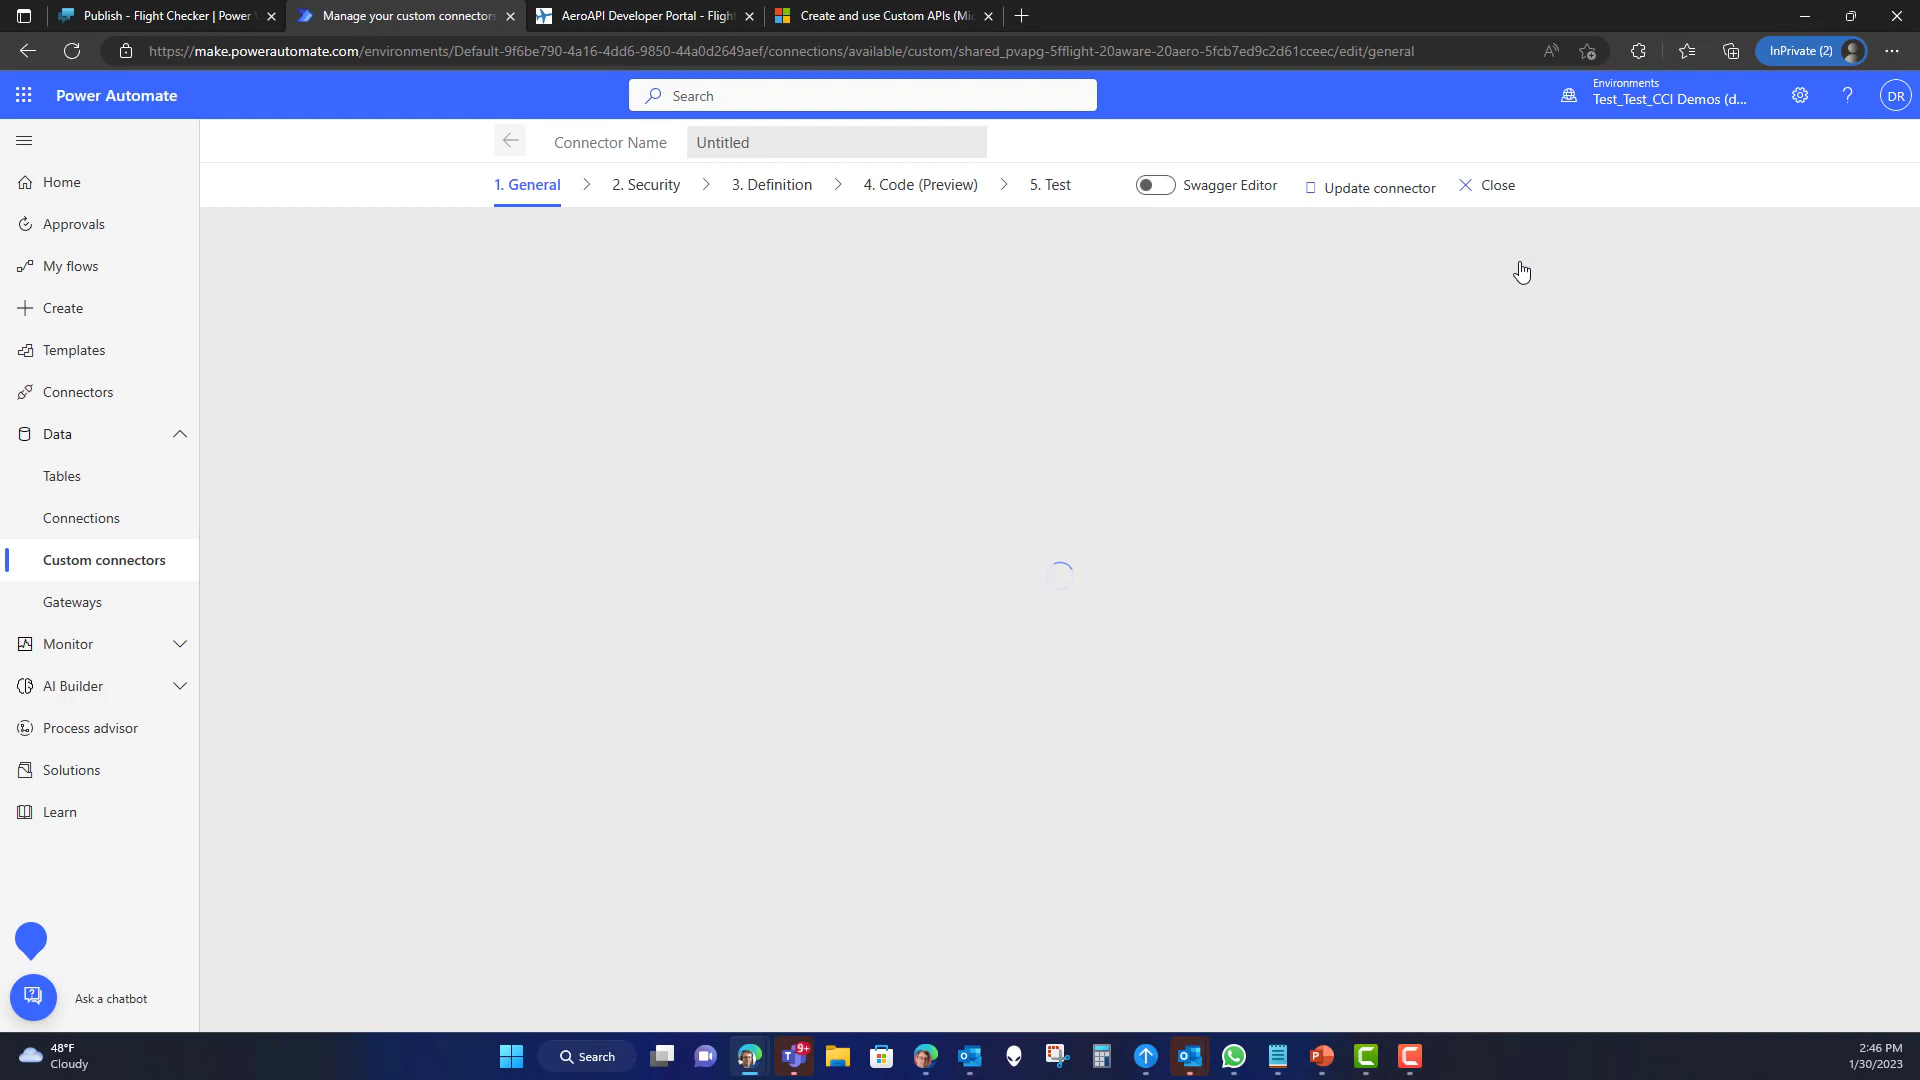 Publish - Flight Checker | Power
Manage your custom connectors
AeroAPI Developer Portal - Flight
Create and use Custom APIs (Mic
https://make.powerautomate.com/environments/Default-9f6be790-4a16-4dd6-9850-44a0d2649aef/connections/available/custom/shared_pvapg-5fflight-20aware-20aero-5fcb7ed9c2d61cceec/edit/general
InPrivate (2)
Power Automate
Search
Environments
Test_Test_CCI Demos (d...
?
DR
Connector Name
Untitled
1. General
2. Security
3. Definition
4. Code (Preview)
5. Test
Swagger Editor
Update connector
Close
Home
Approvals
My flows
Create
Templates
Connectors
Data
Tables
Connections
Custom connectors
Gateways
Monitor
AI Builder
Process advisor
Solutions
Learn
Ask a chatbot
48°F
Cloudy
Search
9+
2:46 PM
1/30/2023